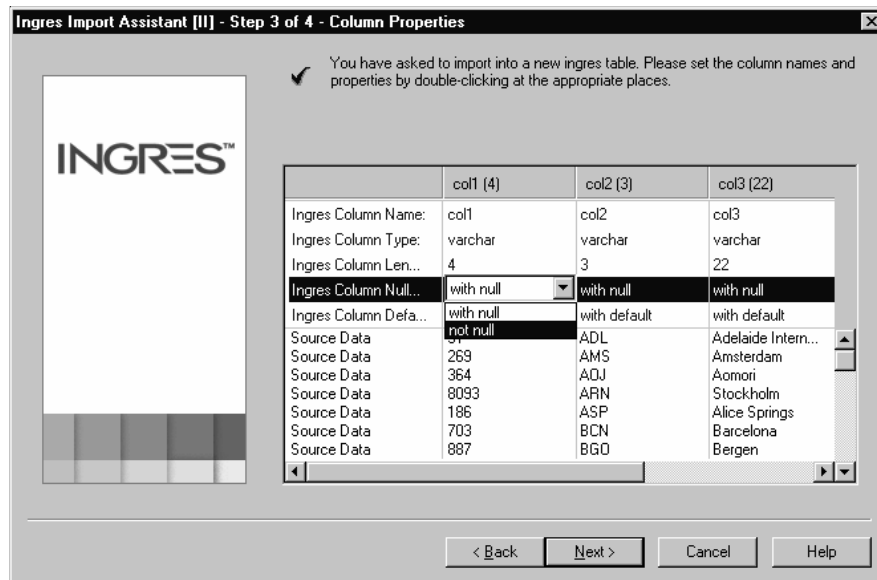 Ingres Import Assistant [II] - Step 3 of 4 - Column Properties
You have asked to import into a new ingres table. Please set the column names and
properties by double-clicking at the appropriate places.
INGRES™
col1 (4) col2 (3) col3 (22)
Ingres Column Name: col1 col2 col3
Ingres Column Type: varchar varchar varchar
Ingres Column Len... 4 3 22
Ingres Column Null... with null with null with null
with null
not null
Ingres Column Defa... with default with default
Source Data ADL Adelaide Intern...
Source Data 269 AMS Amsterdam
Source Data 364 AOJ Aomori
Source Data 8093 ARN Stockholm
Source Data 186 ASP Alice Springs
Source Data 703 BCN Barcelona
Source Data 887 BGO Bergen
< Back Next > Cancel Help